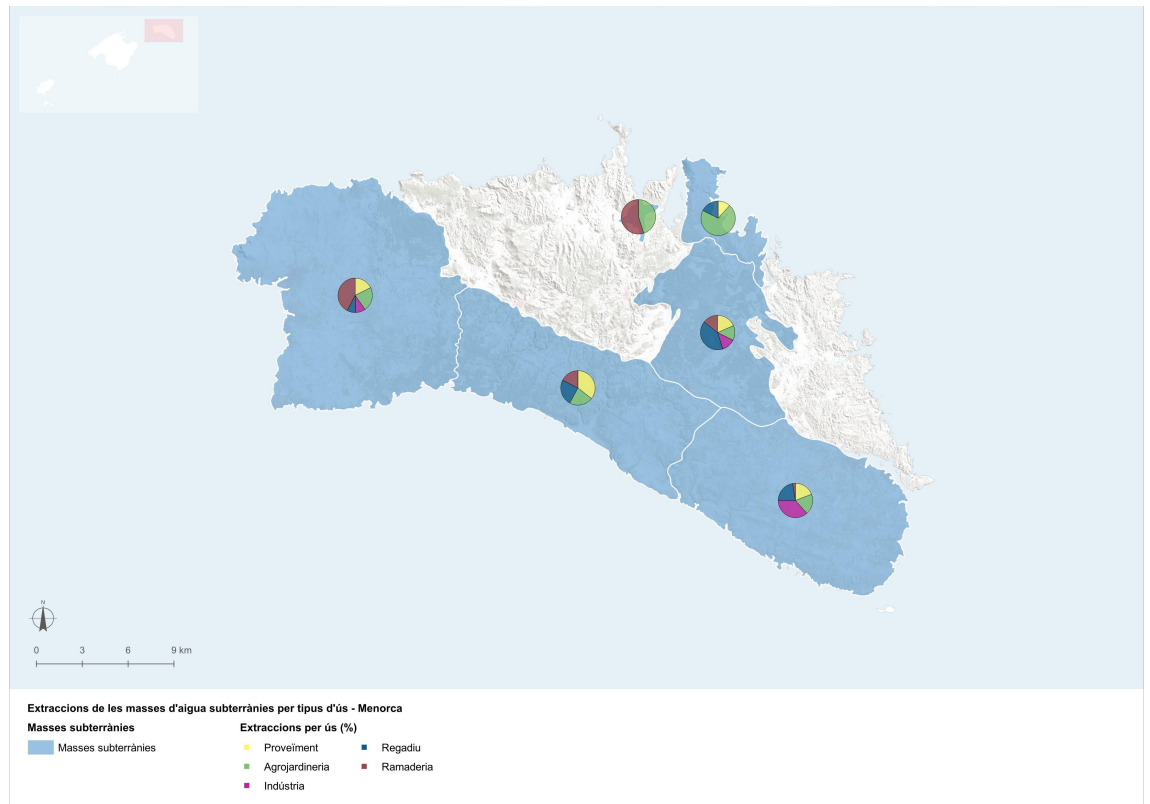 N
0 3 6 9 km
Extraccions de les masses d'aigua subterrànies per tipus d'ús - Menorca
Masses subterrànies
Masses subterrànies
Extraccions per ús (%)
Proveïment
Agrojardineria
Indústria
Regadiu
Ramaderia